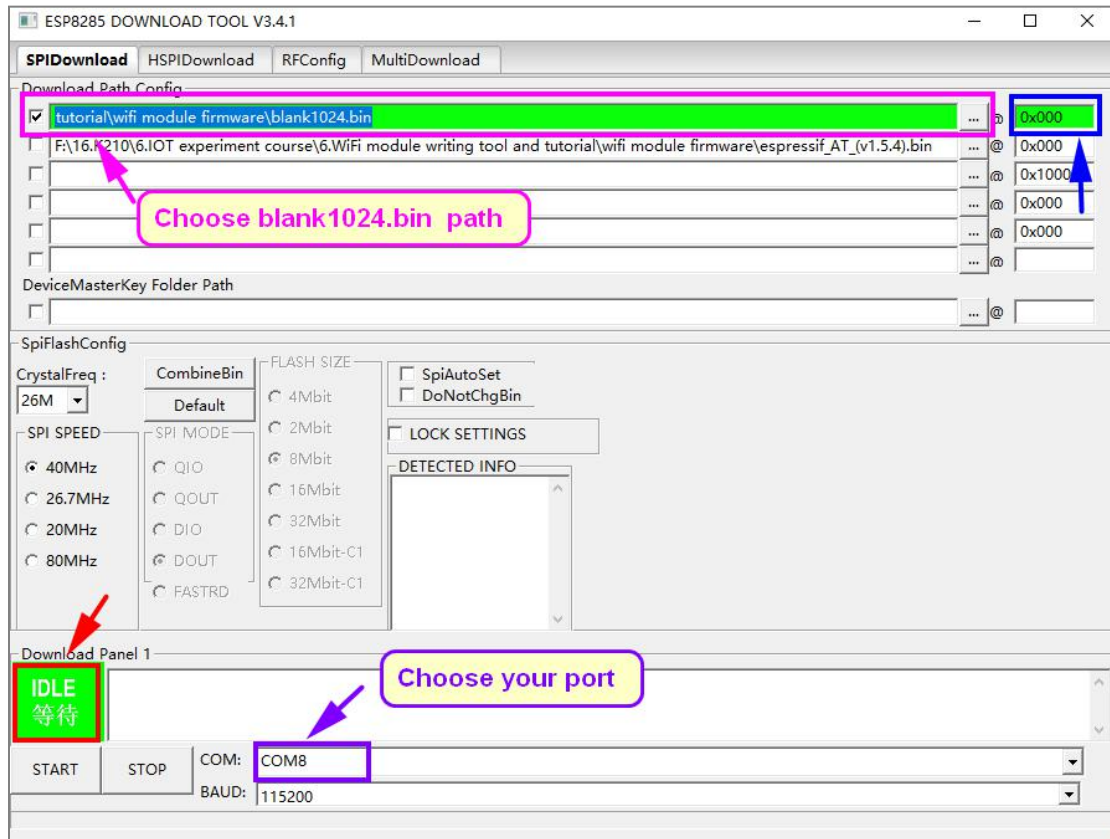 ESP8285 DOWNLOAD TOOL V3.4.1
SPIDownload HSPIDownload RFConfig MultiDownload
Download Path Config
tutorial\wifi module firmware\blank1024.bin ... @ 0x000
F:\16.K210\6.IOT experiment course\6.WiFi module writing tool and tutorial\wifi module firmware\espressif_AT_(v1.5.4).bin ... @ 0x000
... @ 0x1000
... @ 0x000
Choose blank1024.bin path
... @ 0x000
... @
DeviceMasterKey Folder Path
... @
SpiFlashConfig
CrystalFreq :
26M
CombineBin
Default
SPI SPEED
40MHz
26.7MHz
20MHz
80MHz
SPI MODE
QIO
QOUT
DIO
DOUT
FASTRD
FLASH SIZE
4Mbit
2Mbit
8Mbit
16Mbit
32Mbit
16Mbit-C1
32Mbit-C1
SpiAutoSet
DoNotChgBin
LOCK SETTINGS
DETECTED INFO
Download Panel 1
IDLE
等待
Choose your port
START STOP
COM: COM8
BAUD: 115200